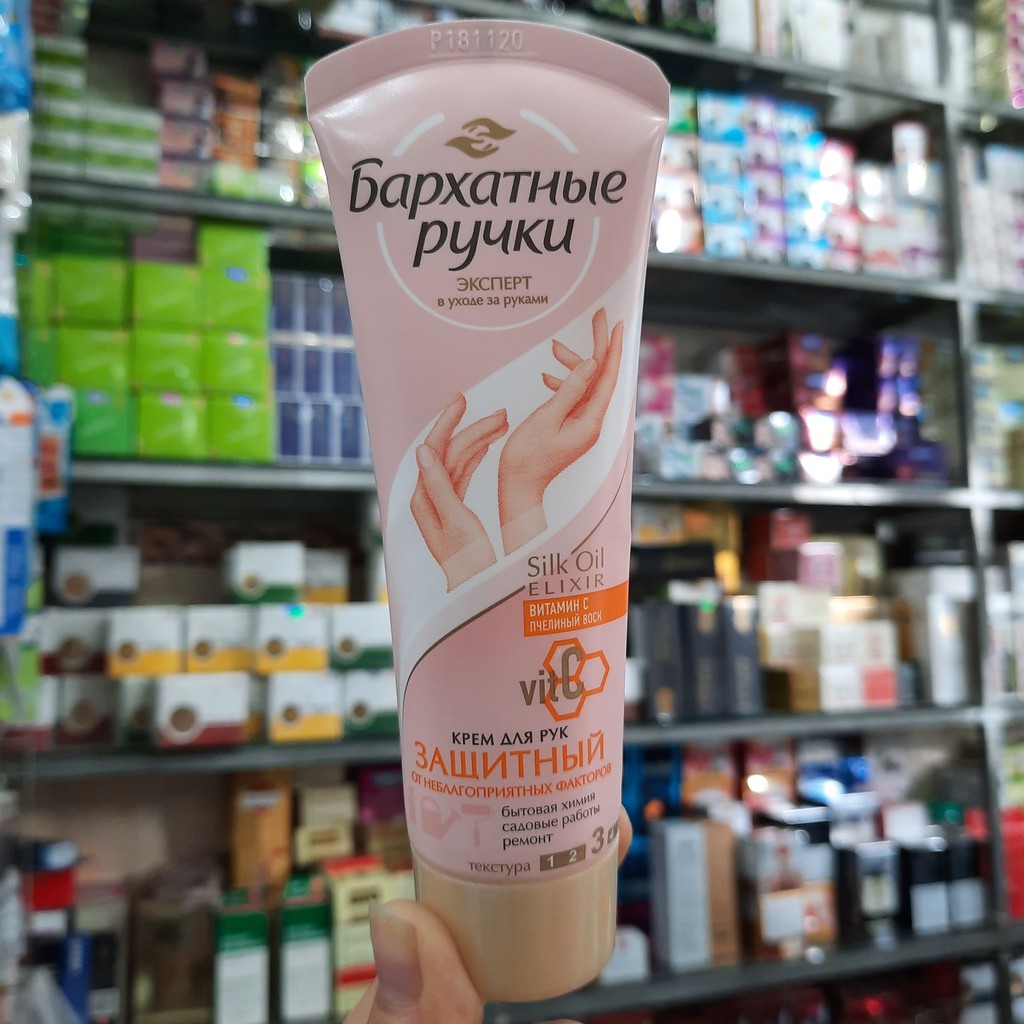 P181120
Бархатные
ручки
ЭКСПЕРТ
в уходе за руками
Silk Oil
ELIXIR
ВИТАМИН С
ПЧЕЛИНЫЙ ВОСК
vitC
КРЕМ ДЛЯ РУК
ЗАЩИТНЫЙ
ОТ НЕБЛАГОПРИЯТНЫХ ФАКТОРОВ
бытовая химия
садовые работы
ремонт
текстура 1 2 3